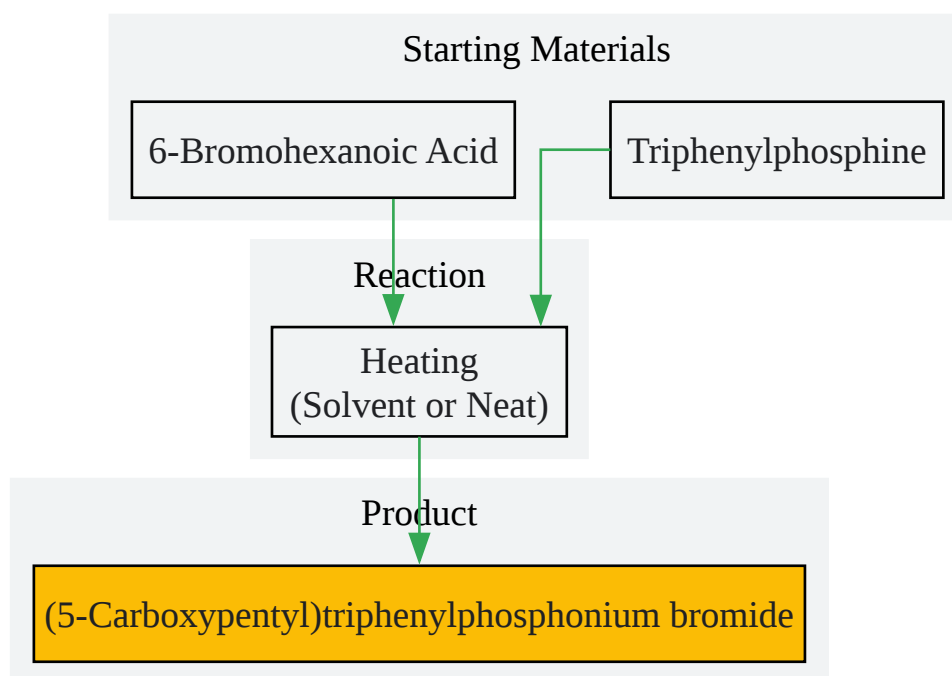 Starting Materials
6-Bromohexanoic Acid
Triphenylphosphine
Reaction
Heating
(Solvent or Neat)
Product
(5-Carboxypentyl)triphenylphosphonium bromide